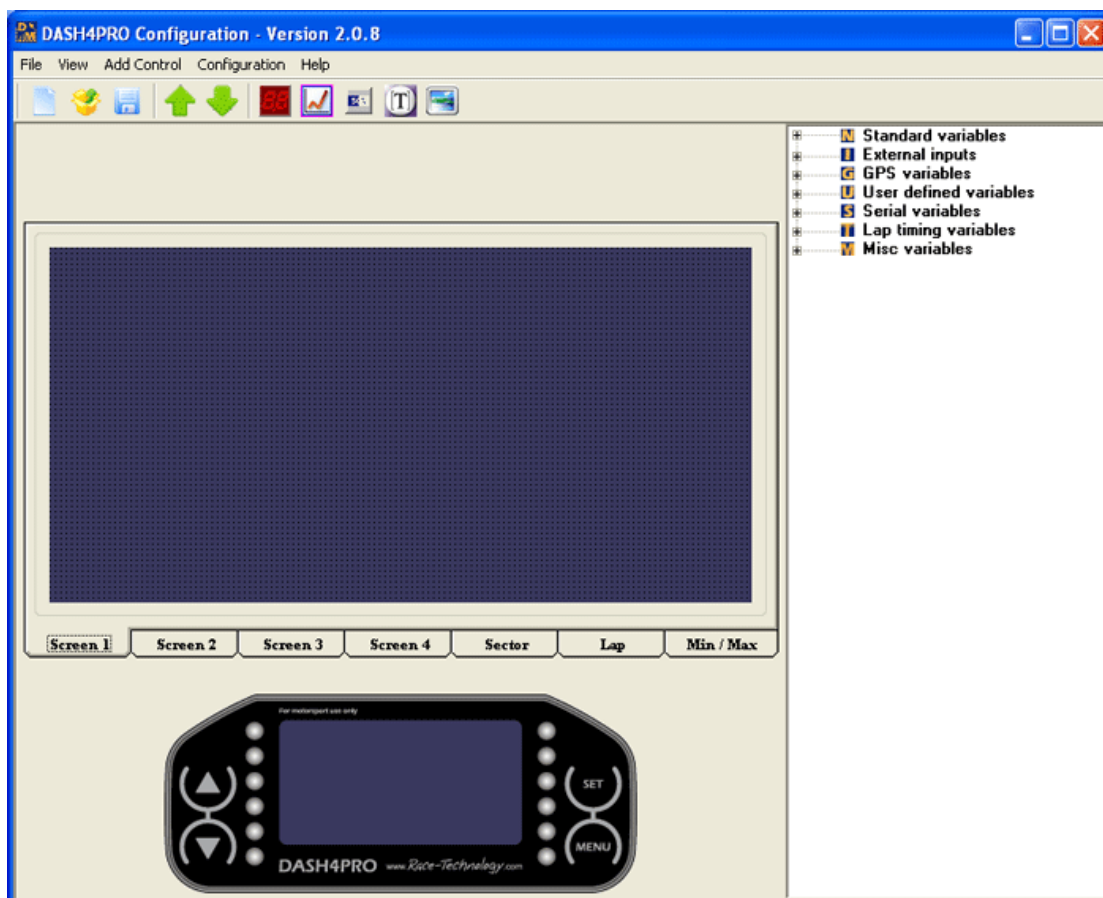 DASH4PRO Configuration - Version 2.0.8
File View Add Control Configuration Help
T
N Standard variables
I External inputs
G GPS variables
U User defined variables
S Serial variables
T Lap timing variables
M Misc variables
Screen 1 Screen 2 Screen 3 Screen 4 Sector Lap Min / Max
For motorsport use only
SET
MENU
DASH4PRO www.Race-Technology.com